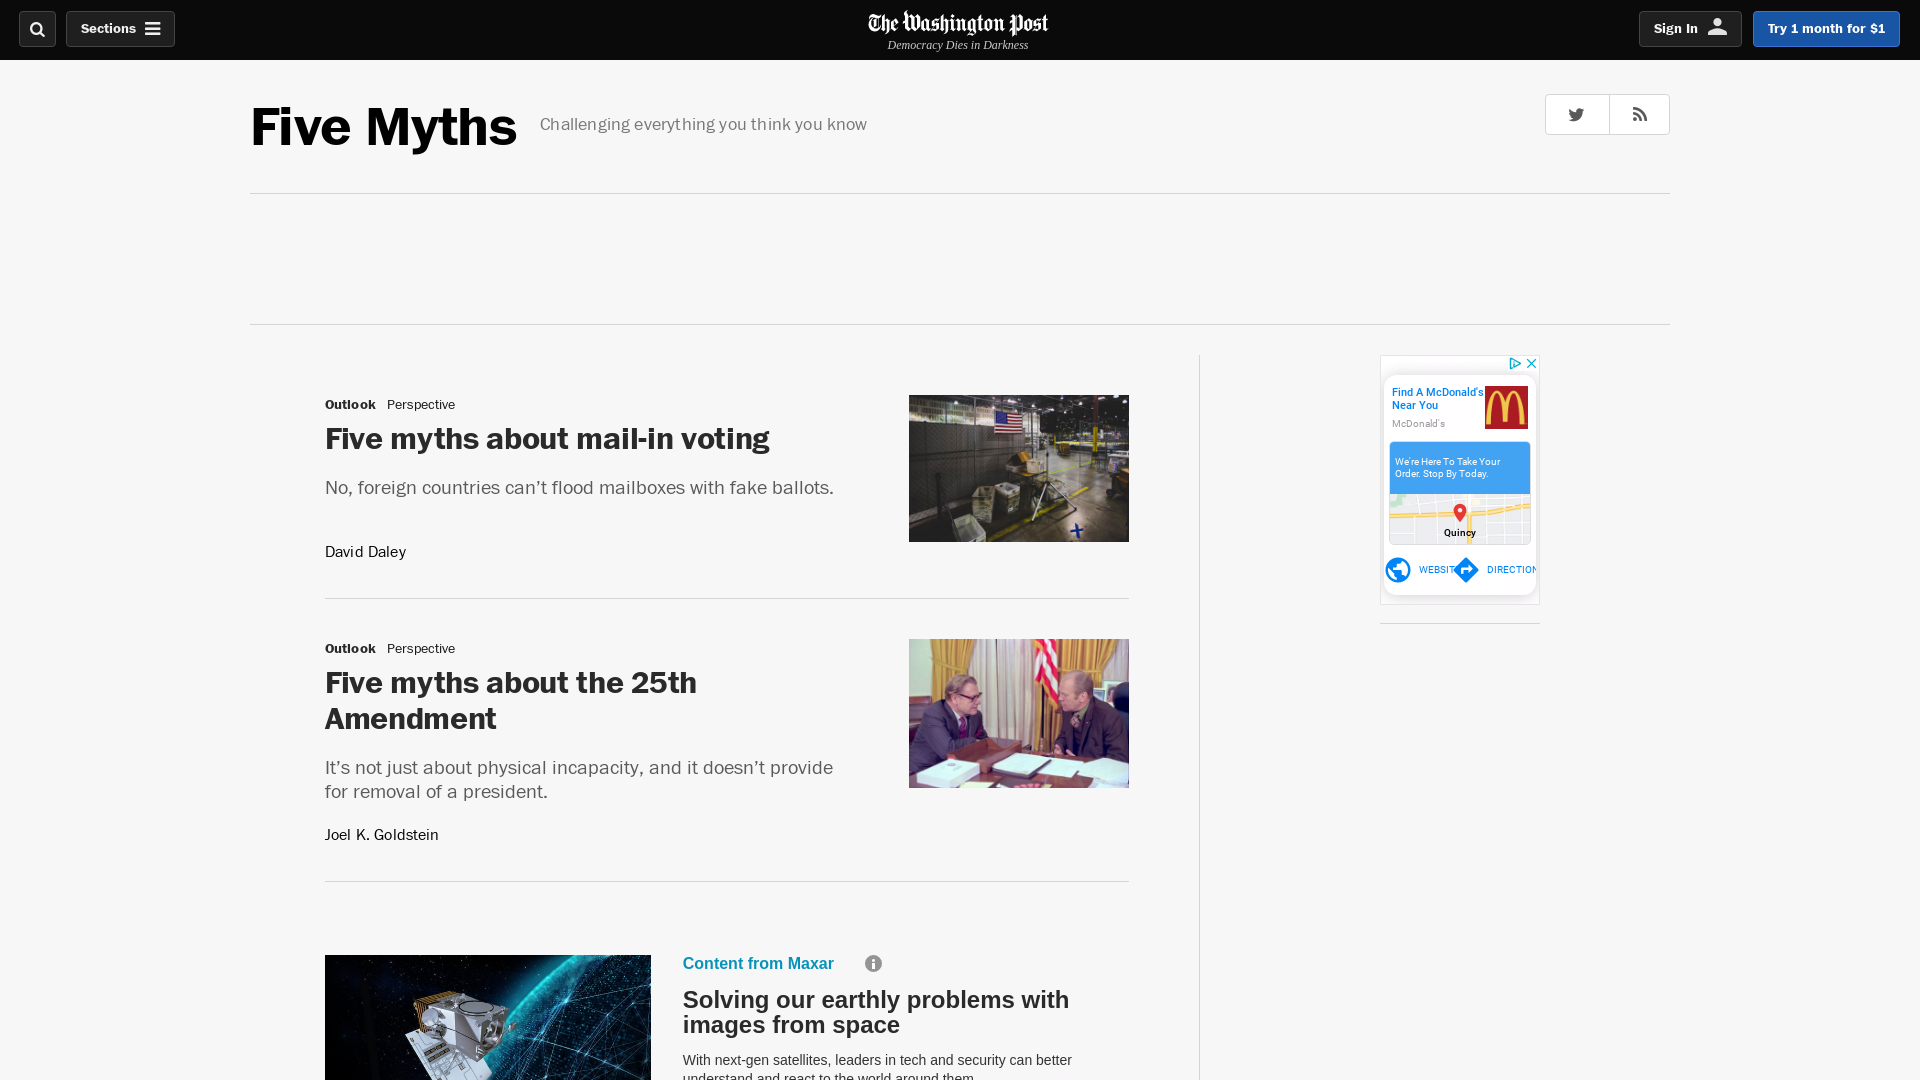 Sections
The Washington Post
Democracy Dies in Darkness
Sign In
Try 1 month for $1
Five Myths
Challenging everything you think you know
Outlook Perspective
Five myths about mail-in voting
No, foreign countries can’t flood mailboxes with fake ballots.
David Daley
Outlook Perspective
Five myths about the 25th
Amendment
It’s not just about physical incapacity, and it doesn’t provide
for removal of a president.
Joel K. Goldstein
Content from Maxar
Solving our earthly problems with
images from space
With next-gen satellites, leaders in tech and security can better
understand and react to the world around them.
Find A McDonald's
Near You
McDonald's
We're Here To Take Your
Order. Stop By Today.
Quincy
WEBSIT
DIRECTION